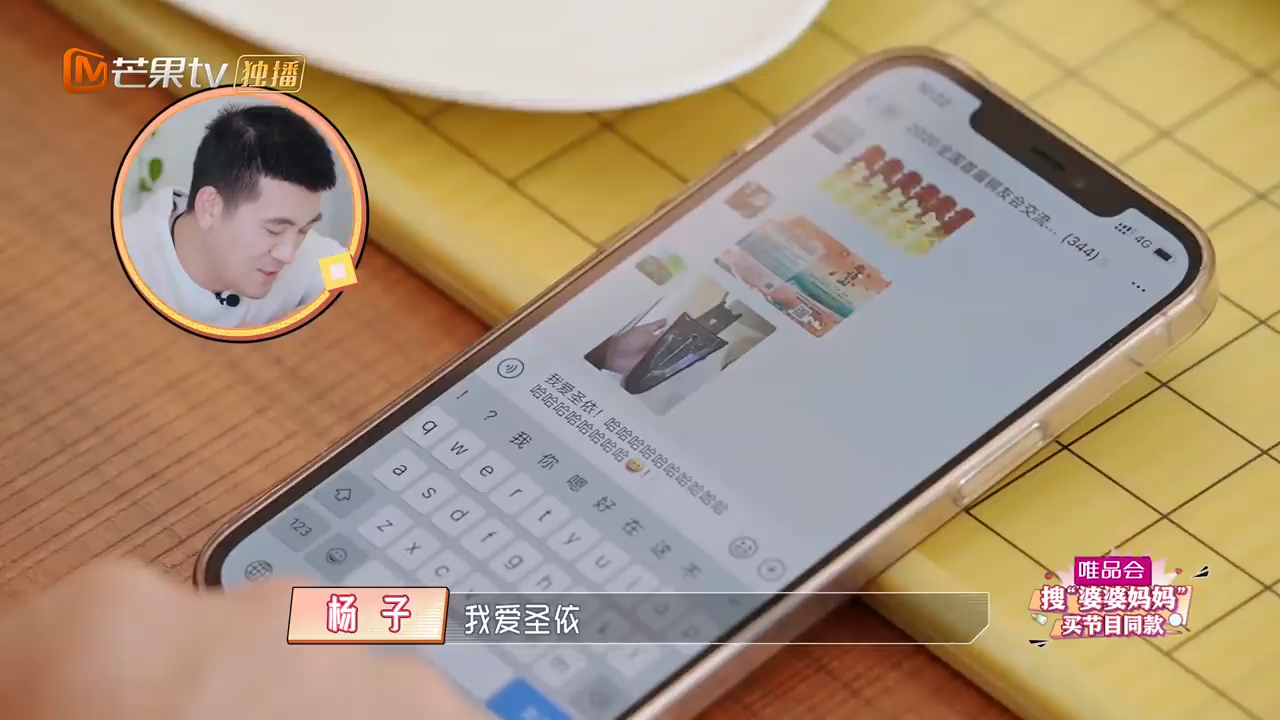 芒果tv 独播
2020全国首届钢友会交流... (344)
4G
...
我爱圣依！哈哈哈哈哈哈哈哈哈
哈哈哈哈哈哈哈😄！
！ ？ 我 你 嗯 好 在 这 不
q w e r t y u i
a s d f g h
z x c
123
杨子
我爱圣依
唯品会
搜“婆婆妈妈”
买节目同款